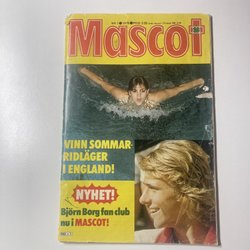 Mascot
VINN SOMMAR-
RIDLÄGER
I ENGLAND!
NYHET!
Björn Borg fan club
nu i MASCOT!